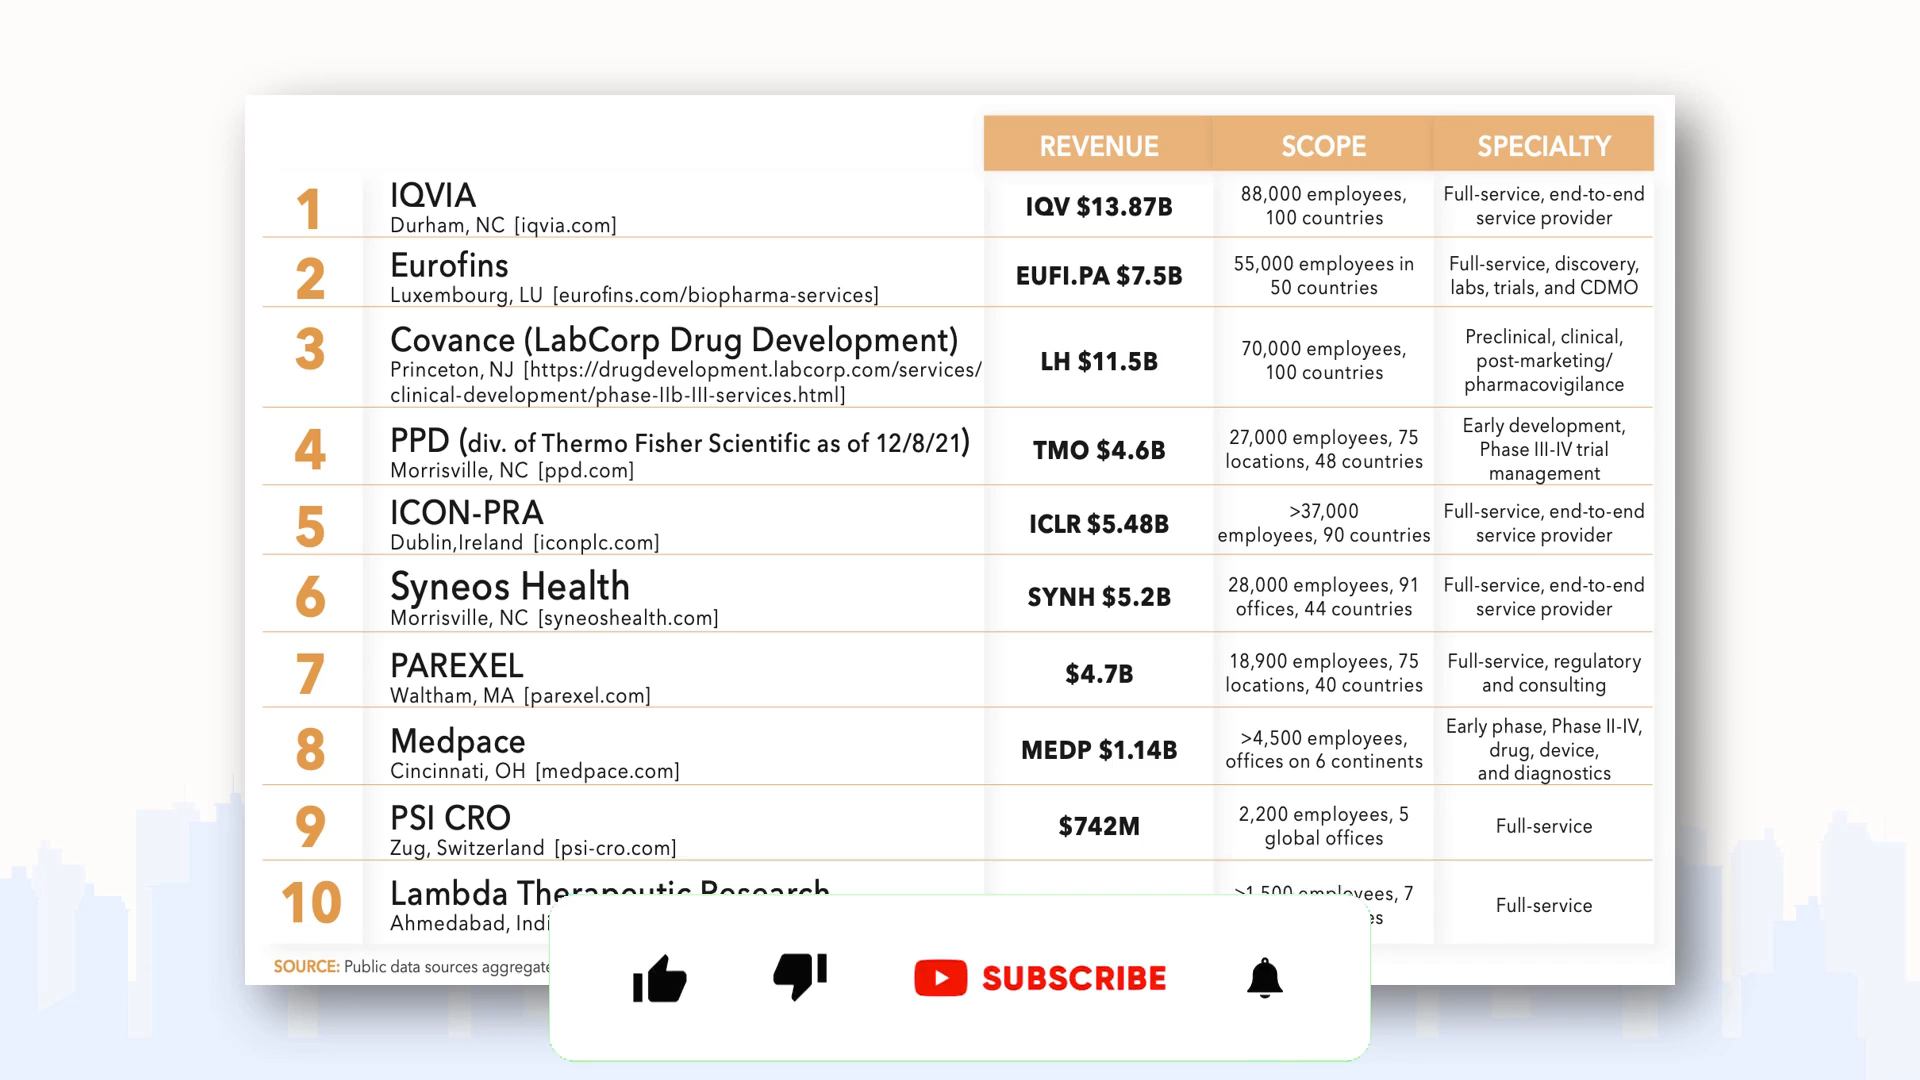 REVENUE SCOPE SPECIALTY
1
IQVIA
Durham, NC [iqvia.com]
IQV $13.87B
88,000 employees,
100 countries
Full-service, end-to-end
service provider
2
Eurofins
Luxembourg, LU [eurofins.com/biopharma-services]
EUFI.PA $7.5B
55,000 employees in
50 countries
Full-service, discovery,
labs, trials, and CDMO
3
Covance (LabCorp Drug Development)
Princeton, NJ [https://drugdevelopment.labcorp.com/services/
clinical-development/phase-IIb-III-services.html]
LH $11.5B
70,000 employees,
100 countries
Preclinical, clinical,
post-marketing/
pharmacovigilance
4
PPD (div. of Thermo Fisher Scientific as of 12/8/21)
Morrisville, NC [ppd.com]
TMO $4.6B
27,000 employees, 75
locations, 48 countries
Early development,
Phase III-IV trial
management
5
ICON-PRA
Dublin,Ireland [iconplc.com]
ICLR $5.48B
>37,000
employees, 90 countries
Full-service, end-to-end
service provider
6
Syneos Health
Morrisville, NC [syneoshealth.com]
SYNH $5.2B
28,000 employees, 91
offices, 44 countries
Full-service, end-to-end
service provider
7
PAREXEL
Waltham, MA [parexel.com]
$4.7B
18,900 employees, 75
locations, 40 countries
Full-service, regulatory
and consulting
8
Medpace
Cincinnati, OH [medpace.com]
MEDP $1.14B
>4,500 employees,
offices on 6 continents
Early phase, Phase II-IV,
drug, device,
and diagnostics
9
PSI CRO
Zug, Switzerland [psi-cro.com]
$742M
2,200 employees, 5
global offices
Full-service
10
Lambda Therapeutic Research
Ahmedabad,
>1,500 employees, 7
Full-service
SOURCE: Public data sources
SUBSCRIBE